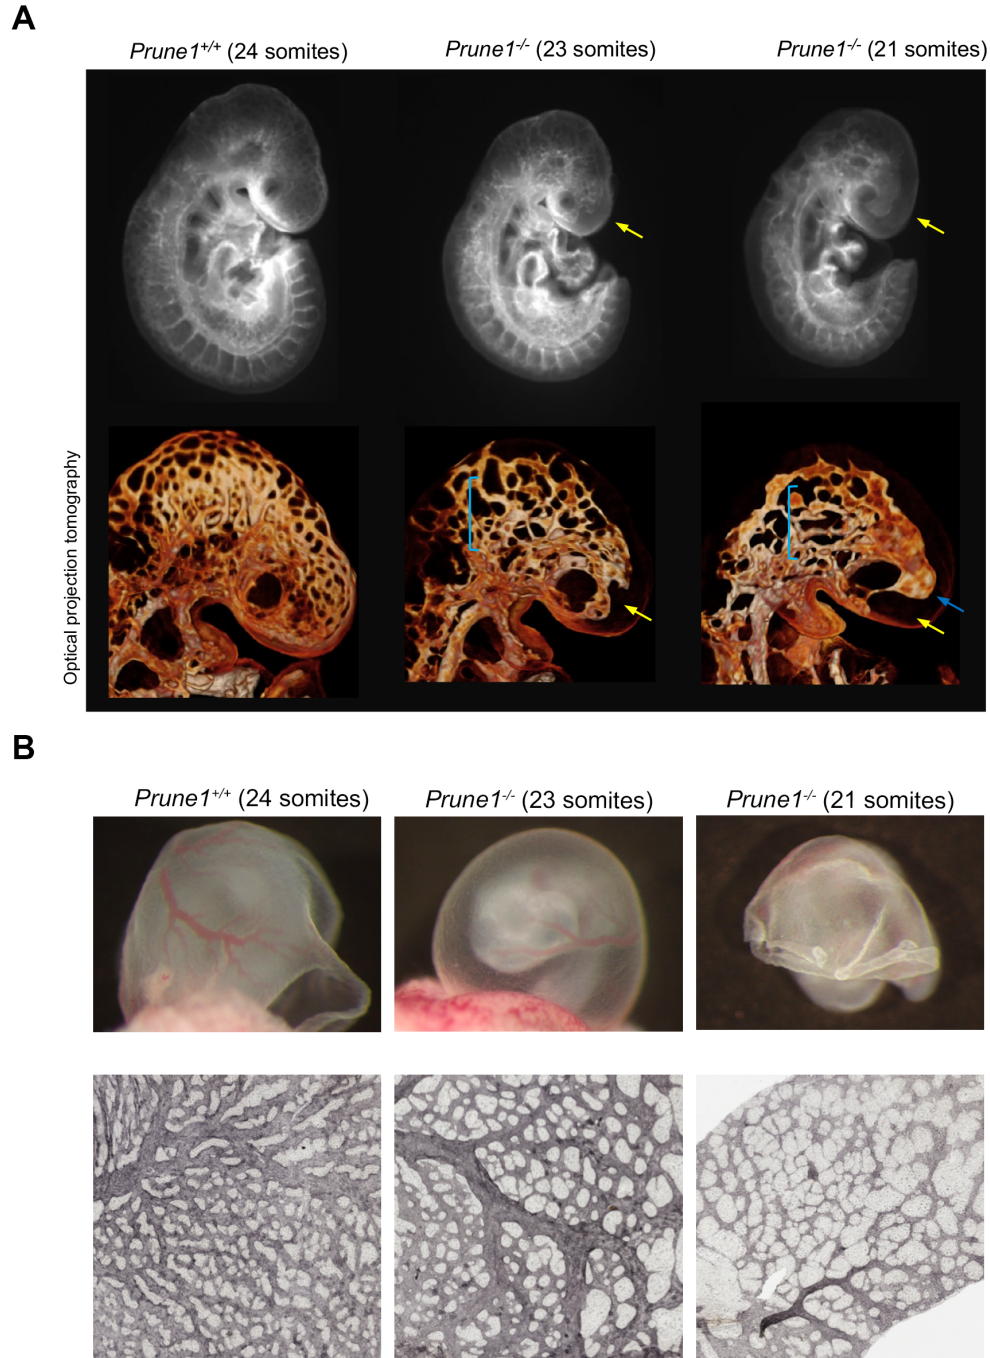 A
Prune1+/+ (24 somites)
Prune1-/- (23 somites)
Prune1-/- (21 somites)
Optical projection tomography
B
Prune1+/+ (24 somites)
Prune1-/- (23 somites)
Prune1-/- (21 somites)